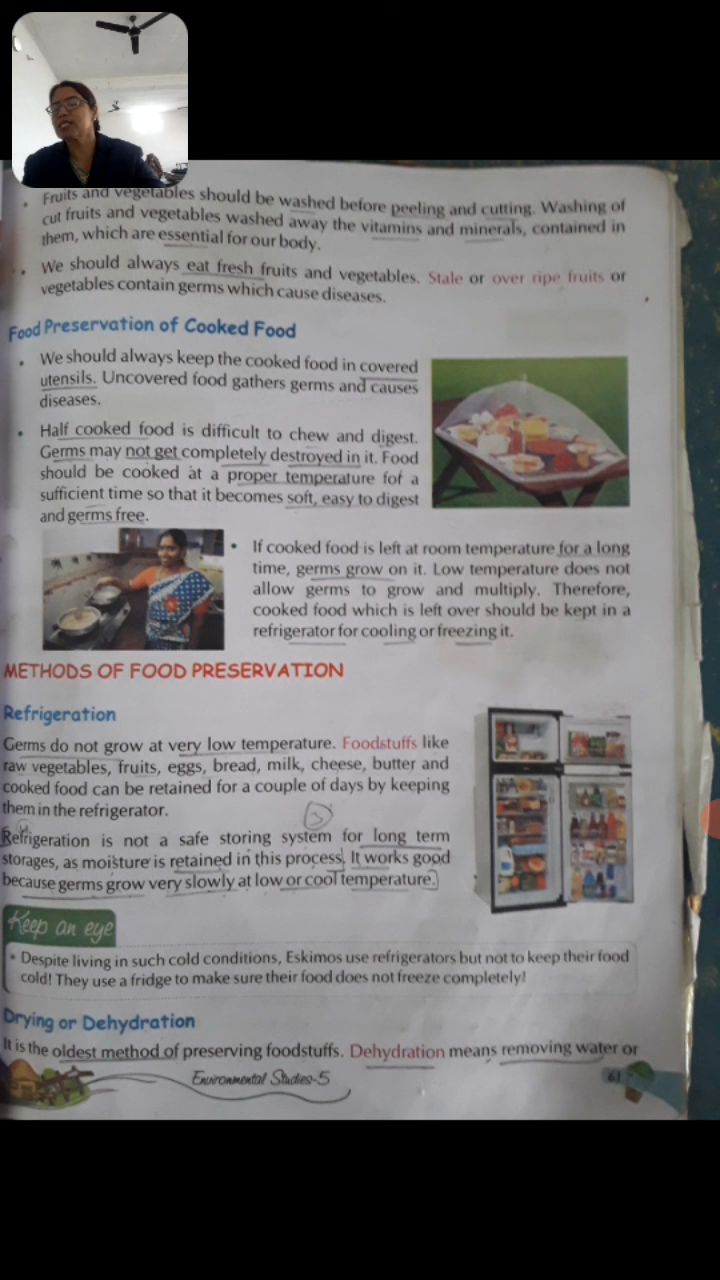 Fruits and vegetables should be washed before peeling and cutting. Washing of
cut fruits and vegetables washed away the vitamins and minerals, contained in
them, which are essential for our body.
We should always eat fresh fruits and vegetables. Stale or over ripe fruits or
vegetables contain germs which cause diseases.
Food Preservation of Cooked Food
• We should always keep the cooked food in covered
utensils. Uncovered food gathers germs and causes
diseases.
• Half cooked food is difficult to chew and digest.
Germs may not get completely destroyed in it. Food
should be cooked at a proper temperature for a
sufficient time so that it becomes soft, easy to digest
and germs free.
• If cooked food is left at room temperature for a long
time, germs grow on it. Low temperature does not
allow germs to grow and multiply. Therefore,
cooked food which is left over should be kept in a
refrigerator for cooling or freezing it.
METHODS OF FOOD PRESERVATION
Refrigeration
Germs do not grow at very low temperature. Foodstuffs like
raw vegetables, fruits, eggs, bread, milk, cheese, butter and
cooked food can be retained for a couple of days by keeping
them in the refrigerator.
3
Refrigeration is not a safe storing system for long term
storages, as moisture is retained in this process. It works good
because germs grow very slowly at low or cool temperature.
Keep an eye
• Despite living in such cold conditions, Eskimos use refrigerators but not to keep their food
cold! They use a fridge to make sure their food does not freeze completely!
Drying or Dehydration
It is the oldest method of preserving foodstuffs. Dehydration means removing water or
Environmental Studies-5
61